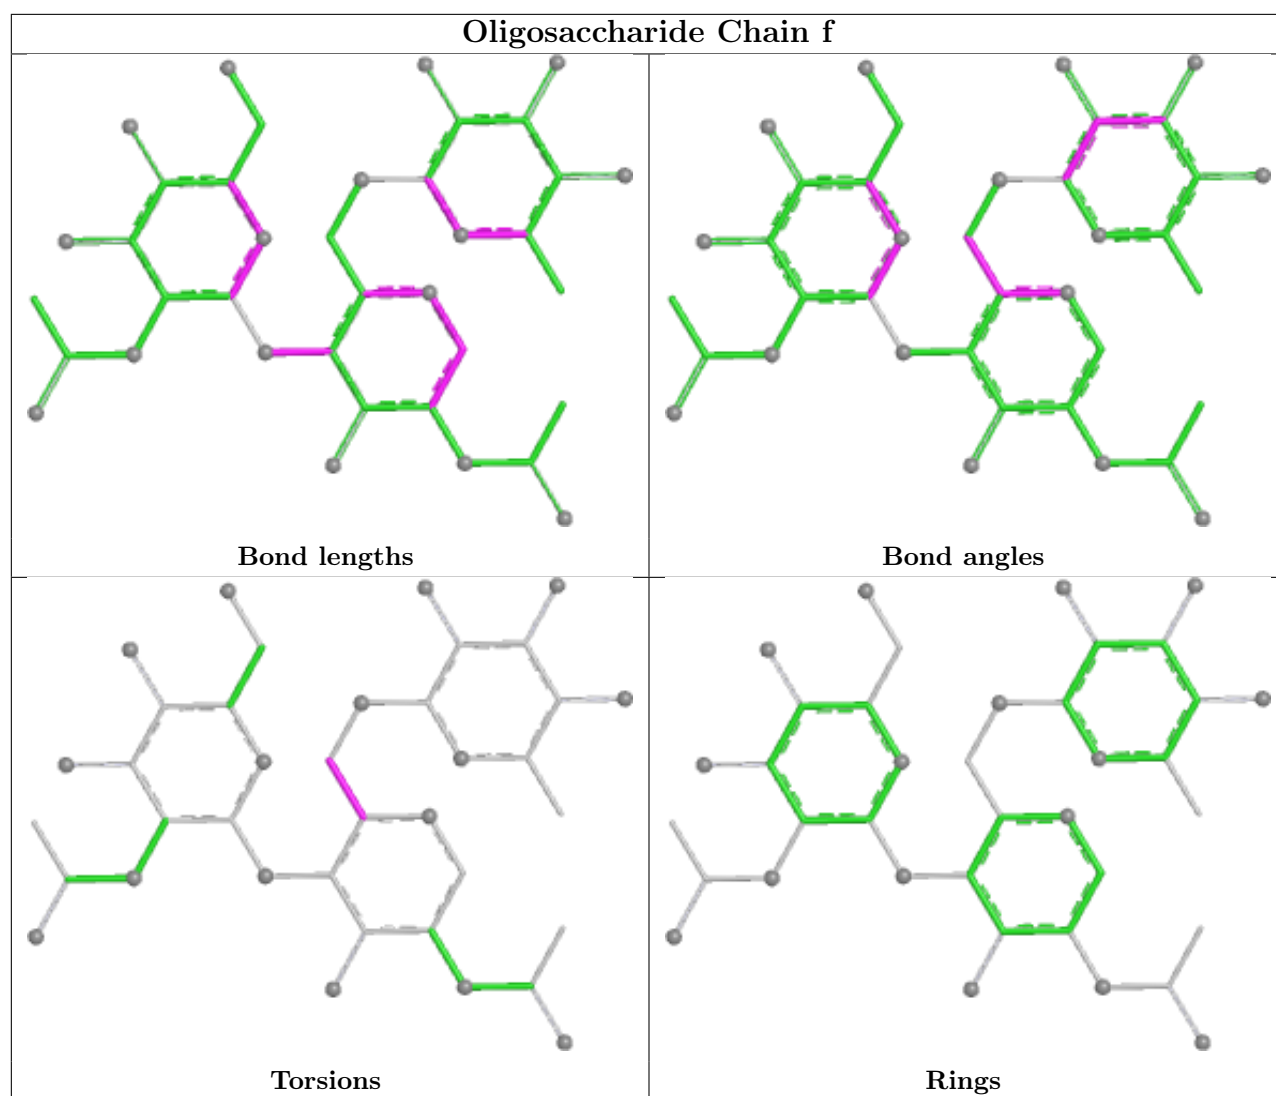 Oligosaccharide Chain f
Bond lengths
Bond angles
Torsions
Rings